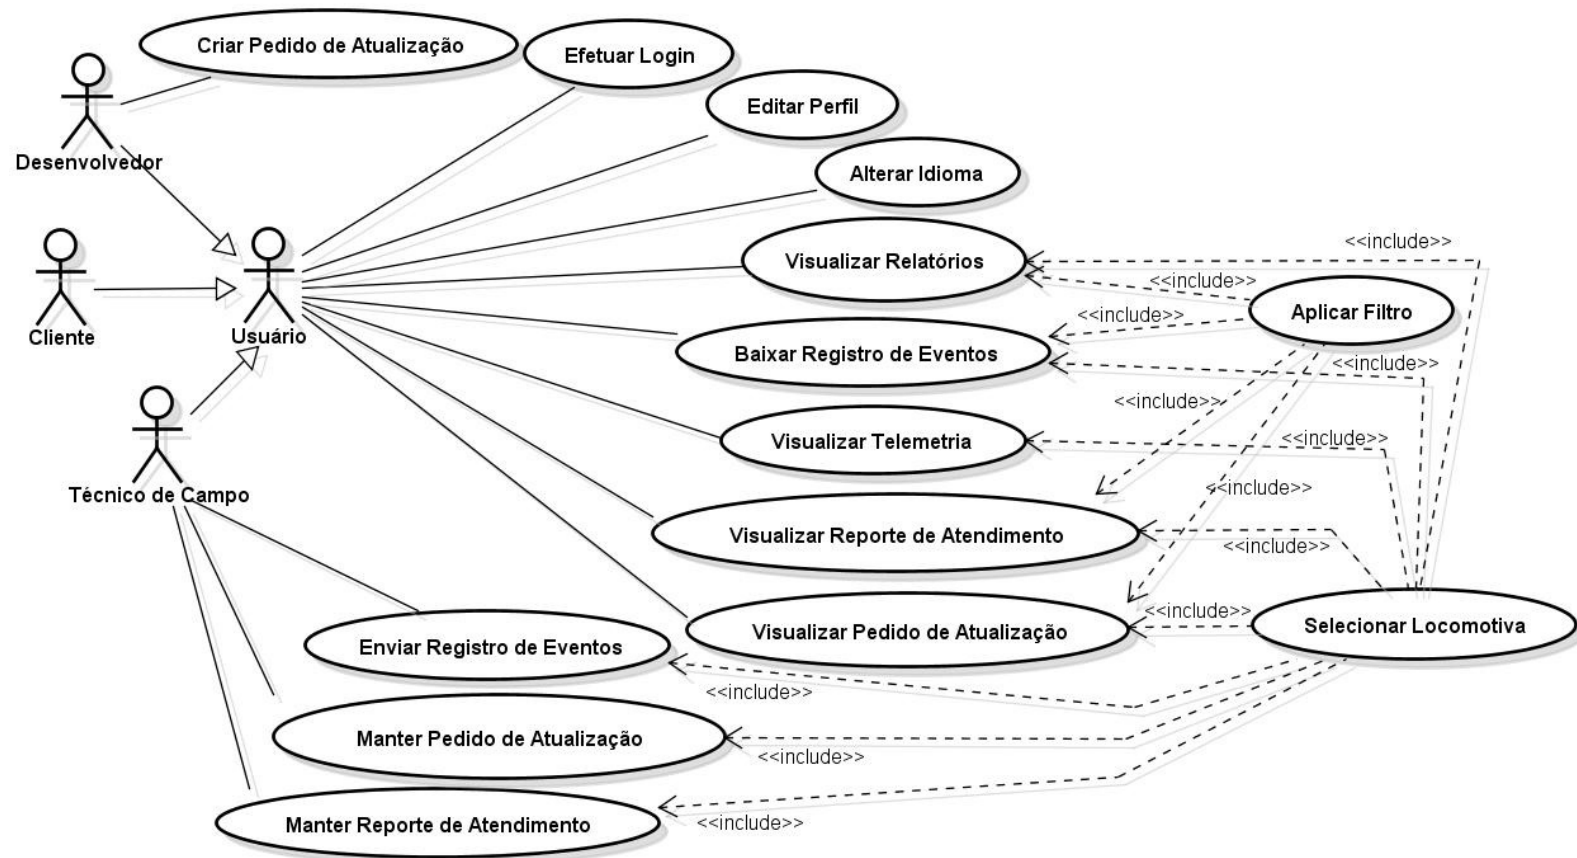 Criar Pedido de Atualização
Efetuar Login
Editar Perfil
Desenvolvedor
Alterar Idioma
<<include>>
Visualizar Relatórios
<<include>>
Aplicar Filtro
<<include>>
Cliente
Usuário
Baixar Registro de Eventos
<<include>>
<<include>>
Visualizar Telemetria
<<include>>
Técnico de Campo
<<include>>
Visualizar Reporte de Atendimento
<<include>>
<<include>>
Selecionar Locomotiva
Visualizar Pedido de Atualização
Enviar Registro de Eventos
<<include>>
Manter Pedido de Atualização
<<include>>
Manter Reporte de Atendimento
<<include>>